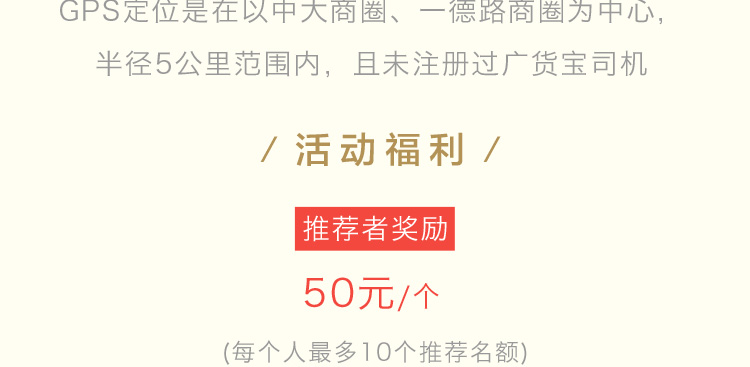 GPS定位是在以中大商圈、一德路商圈为中心，
半径5公里范围内，且未注册过广货宝司机
/ 活动福利 /
推荐者奖励
50元/个
(每个人最多10个推荐名额)